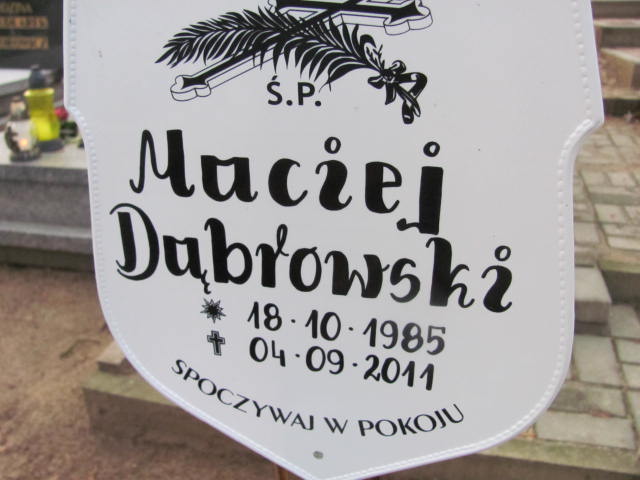 Ś.P.
Maciej
Dąbrowski
18·10·1985
04·09·2011
SPOCZYWAJ W POKOJU